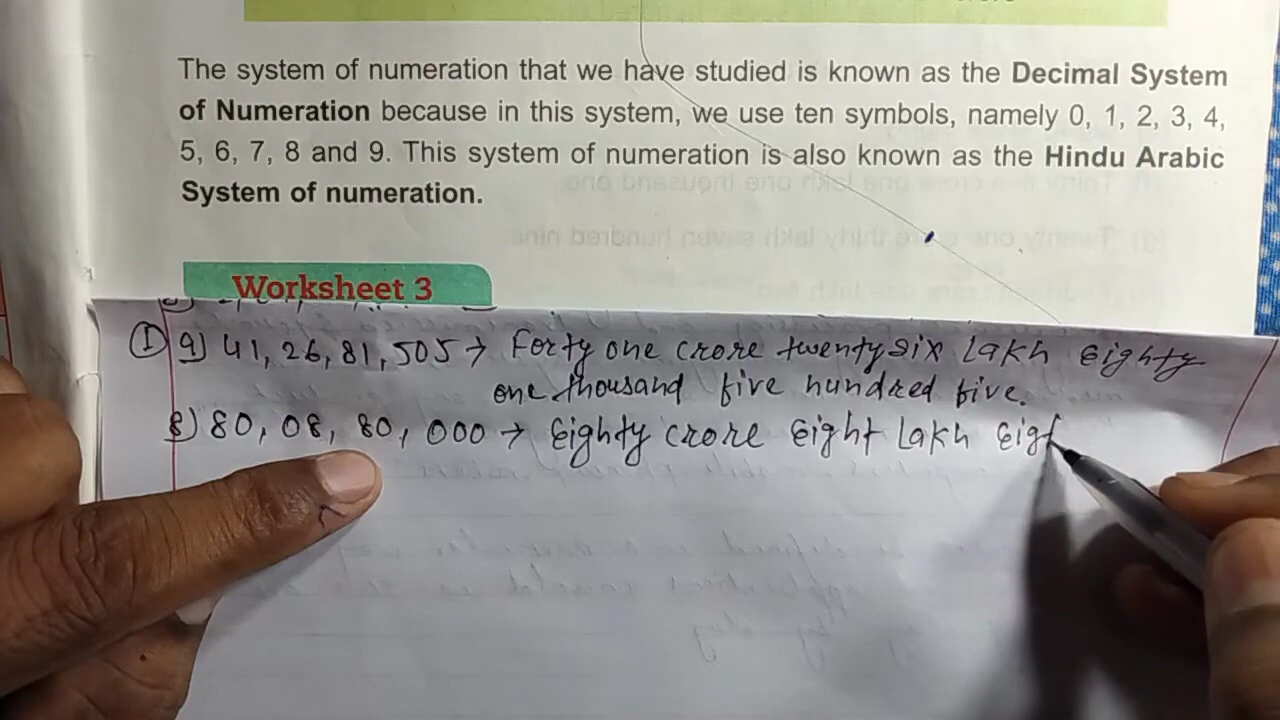 The system of numeration that we have studied is known as the Decimal System
of Numeration because in this system, we use ten symbols, namely 0, 1, 2, 3, 4,
5, 6, 7, 8 and 9. This system of numeration is also known as the Hindu Arabic
System of numeration.
Worksheet 3
① 9) 41, 26, 81, 505 → Forty one crore twenty six Lakh Eighty
one thousand five hundred five.
8) 80, 08, 80, 000 → Eighty crore Eight Lakh Eig